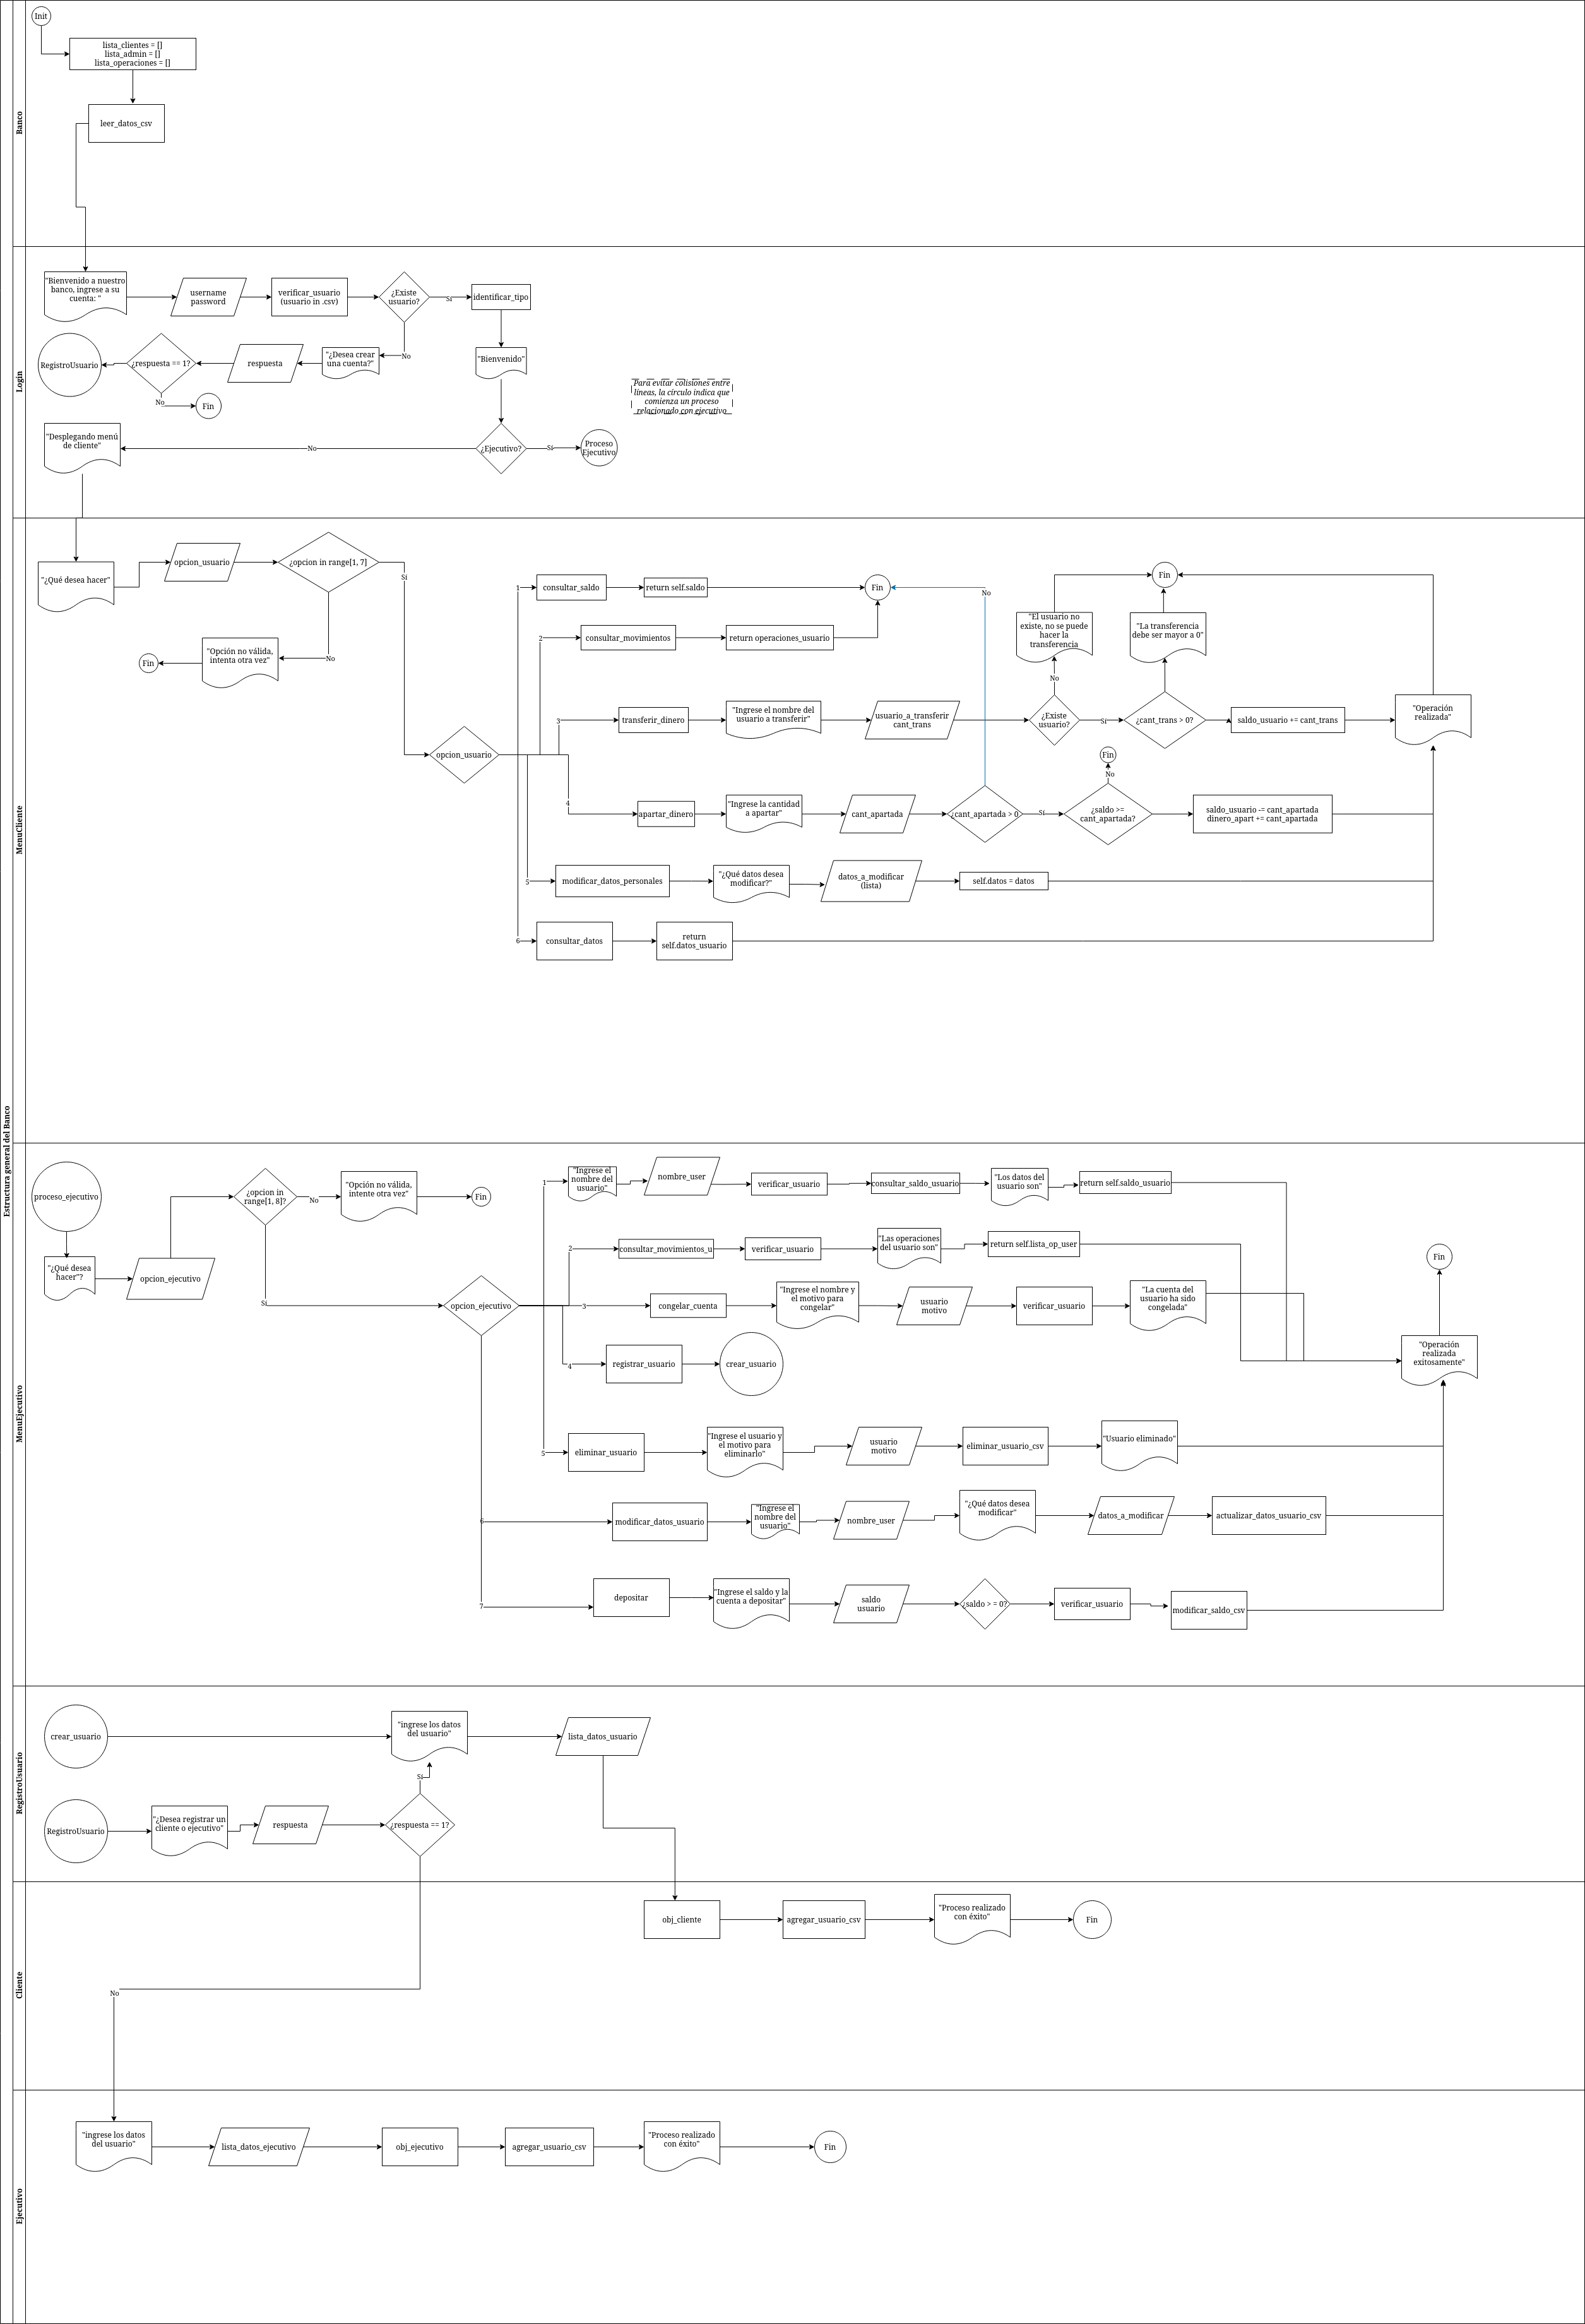 Estructura general del Banco
Banco
Init
lista_clientes = []
lista_admin = []
lista_operaciones = []
leer_datos_csv
Login
"Bienvenido a nuestro
banco, ingrese a su
cuenta: "
username
password
verificar_usuario
(usuario in .csv)
¿Existe
usuario?
Sí
identificar_tipo
No
RegistroUsuario
¿respuesta == 1?
respuesta
"¿Desea crear
una cuenta?"
"Bienvenido"
No
Fin
Para evitar colisiones entre
líneas, la círculo indica que
comienza un proceso
relacionado con ejecutivo
"Desplegando menú
de cliente"
No
¿Ejecutivo?
Sí
Proceso
Ejecutivo
MenuCliente
"¿Qué desea hacer"
opcion_usuario
¿opcion in range[1, 7]
Sí
No
"Opción no válida,
intenta otra vez"
Fin
opcion_usuario
1
consultar_saldo
return self.saldo
Fin
No
2
consultar_movimientos
return operaciones_usuario
"El usuario no
existe, no se puede
hacer la
transferencia
Fin
"La transferencia
debe ser mayor a 0"
No
3
transferir_dinero
"Ingrese el nombre del
usuario a transferir"
usuario_a_transferir
cant_trans
¿Existe
usuario?
Sí
¿cant_trans > 0?
saldo_usuario += cant_trans
"Operación
realizada"
Fin
No
4
apartar_dinero
"Ingrese la cantidad
a apartar"
cant_apartada
¿cant_apartada > 0
Sí
¿saldo >=
cant_apartada?
saldo_usuario -= cant_apartada
dinero_apart += cant_apartada
5
modificar_datos_personales
"¿Qué datos desea
modificar?"
datos_a_modificar
(lista)
self.datos = datos
6
consultar_datos
return
self.datos_usuario
MenuEjecutivo
proceso_ejecutivo
"¿Qué desea
hacer"?
opcion_ejecutivo
¿opcion in
range[1, 8]?
No
"Opción no válida,
intente otra vez"
Fin
Sí
opcion_ejecutivo
1
"Ingrese el
nombre del
usuario"
nombre_user
verificar_usuario
consultar_saldo_usuario
"Los datos del
usuario son"
return self.saldo_usuario
2
consultar_movimientos_u
verificar_usuario
"Las operaciones
del usuario son"
return self.lista_op_user
Fin
3
congelar_cuenta
"Ingrese el nombre y
el motivo para
congelar"
usuario
motivo
verificar_usuario
"La cuenta del
usuario ha sido
congelada"
"Operación
realizada
exitosamente"
4
registrar_usuario
crear_usuario
5
eliminar_usuario
"Ingrese el usuario y
el motivo para
eliminarlo"
usuario
motivo
eliminar_usuario_csv
"Usuario eliminado"
6
modificar_datos_usuario
"Ingrese el
nombre del
usuario"
nombre_user
"¿Qué datos desea
modificar"
datos_a_modificar
actualizar_datos_usuario_csv
7
depositar
"Ingrese el saldo y la
cuenta a depositar"
saldo
usuario
¿saldo > = 0?
verificar_usuario
modificar_saldo_csv
RegistroUsuario
crear_usuario
"ingrese los datos
del usuario"
lista_datos_usuario
Sí
RegistroUsuario
"¿Desea registrar un
cliente o ejecutivo"
respuesta
¿respuesta == 1?
Cliente
obj_cliente
agregar_usuario_csv
"Proceso realizado
con éxito"
Fin
No
Ejecutivo
"ingrese los datos
del usuario"
lista_datos_ejecutivo
obj_ejecutivo
agregar_usuario_csv
"Proceso realizado
con éxito"
Fin